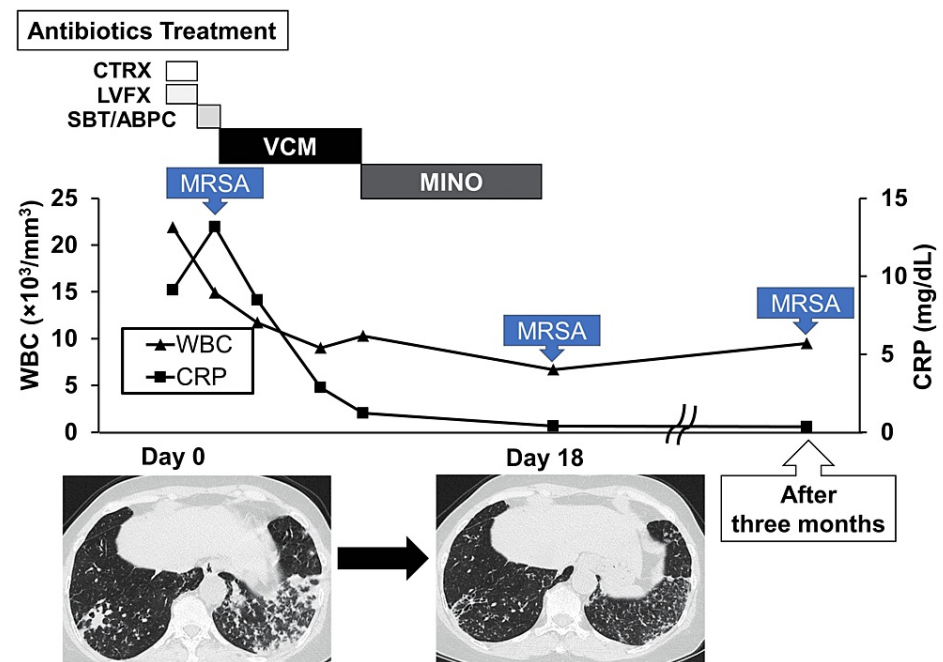 Antibiotics Treatment
CTRX
LVFX
SBT/ABPC
VCM
MINO
MRSA
25
20
15
10
5
0
WBC (×10³/mm³)
WBC
CRP
MRSA
MRSA
15
10
5
0
CRP (mg/dL)
Day 0
Day 18
After
three months